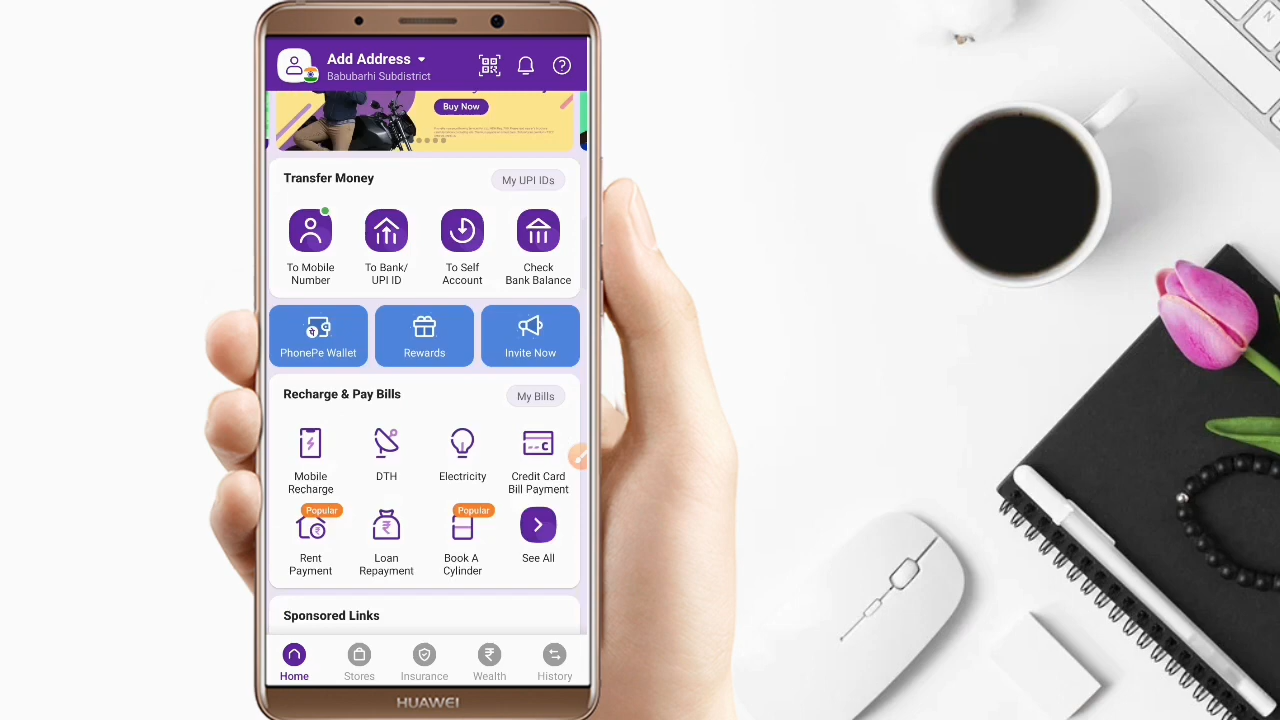 Add Address
Babubarhi Subdistrict
Buy Now
Transfer Money
My UPI IDs
To Mobile
Number
To Bank/
UPI ID
To Self
Account
Check
Bank Balance
PhonePe Wallet
Rewards
Invite Now
Recharge & Pay Bills
My Bills
Mobile
Recharge
DTH
Electricity
Credit Card
Bill Payment
Popular
Rent
Payment
Loan
Repayment
Popular
Book A
Cylinder
See All
Sponsored Links
Home
Stores
Insurance
Wealth
History
HUAWEI
N